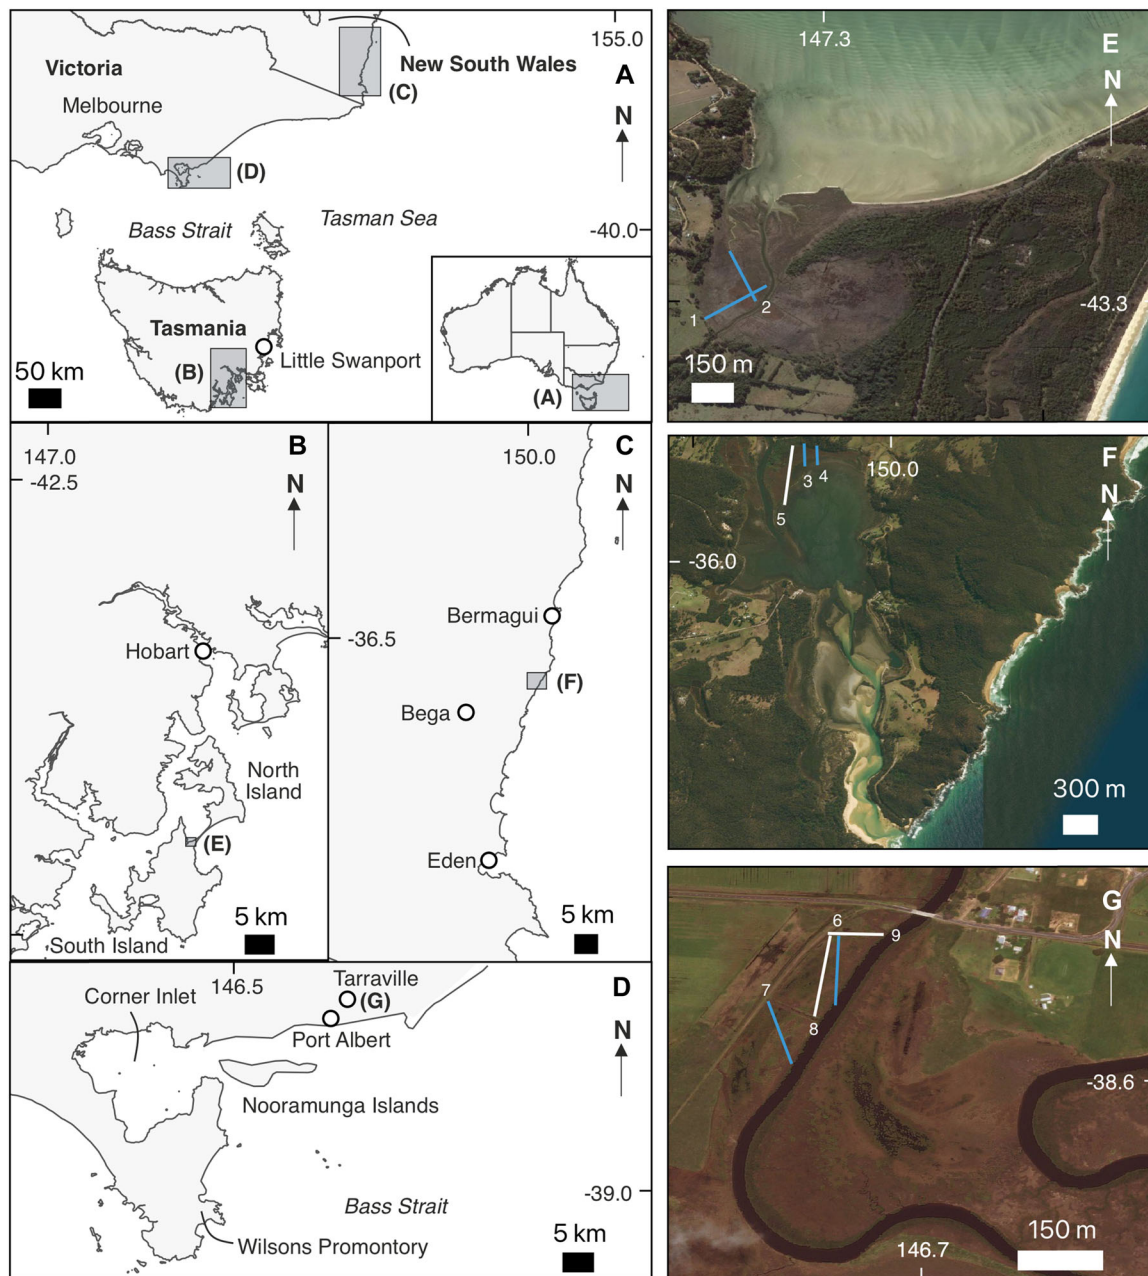 155.0
Victoria
New South Wales
A
(C)
Melbourne
N
(D)
Bass Strait
Tasman Sea
-40.0
Tasmania
Little Swanport
(B)
50 km
(A)
147.0
B
-42.5
N
Hobart
North
Island
(E)
5 km
South Island
150.0
C
N
Bermagui
-36.5
(F)
Bega
Eden
5 km
146.5
Tarraville
D
Corner Inlet
(G)
N
Port Albert
Nooramunga Islands
-39.0
Bass Strait
5 km
Wilsons Promontory
147.3
E
N
1
2
-43.3
150 m
150.0
F
3
4
N
5
-36.0
300 m
6
G
9
N
7
8
-38.6
146.7
150 m